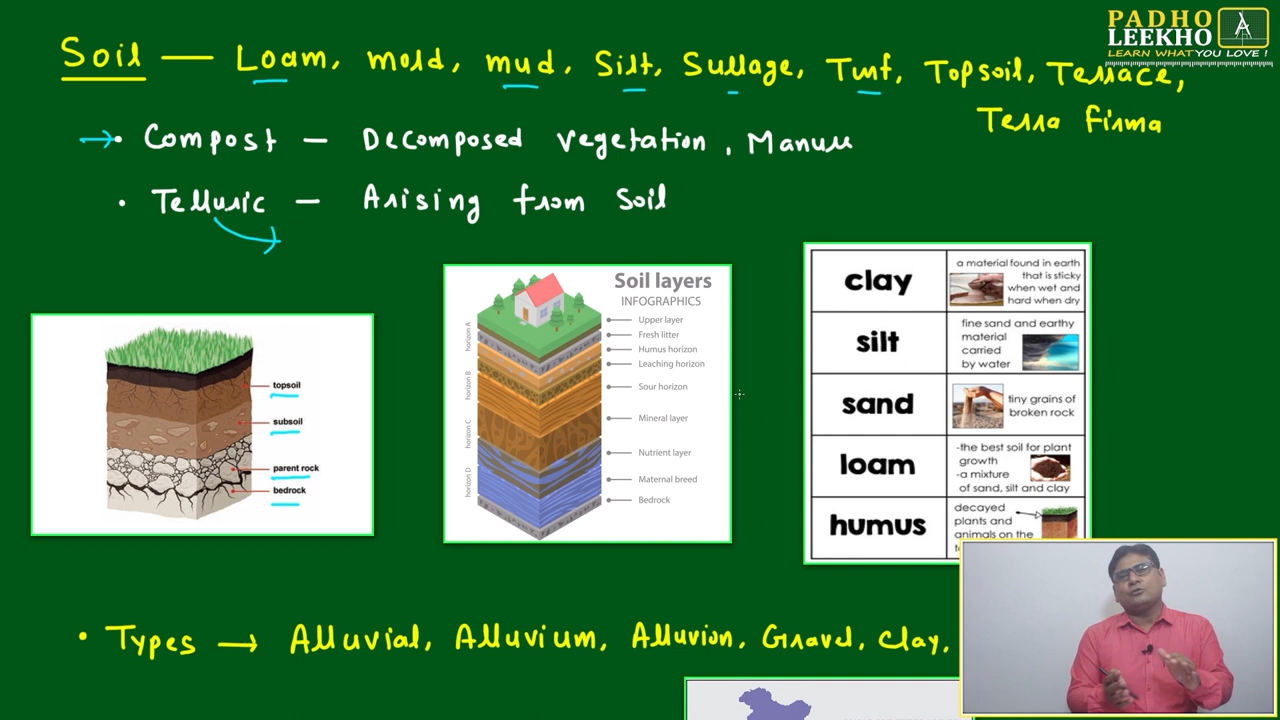 PADHO
LEEKHO
LEARN WHAT YOU LOVE !
Soil — Loam, mold, mud, Silt, Sullage, Turf, Topsoil, Terrace,
Terra firma
→ • Compost — Decomposed vegetation, Manure
• Telluric — Arising from Soil
topsoil
subsoil
parent rock
bedrock
Soil layers
INFOGRAPHICS
horizon A
horizon B
horizon C
horizon D
Upper layer
Fresh litter
Humus horizon
Leaching horizon
Sour horizon
Mineral layer
Nutrient layer
Maternal breed
Bedrock
clay
a material found in earth
that is sticky
when wet and
hard when dry
silt
fine sand and earthy
material
carried
by water
sand
tiny grains of
broken rock
loam
-the best soil for plant
growth
-a mixture
of sand, silt and clay
humus
decayed
plants and
animals on the
• Types → Alluvial, Alluvium, Alluvion, Gravel, Clay,